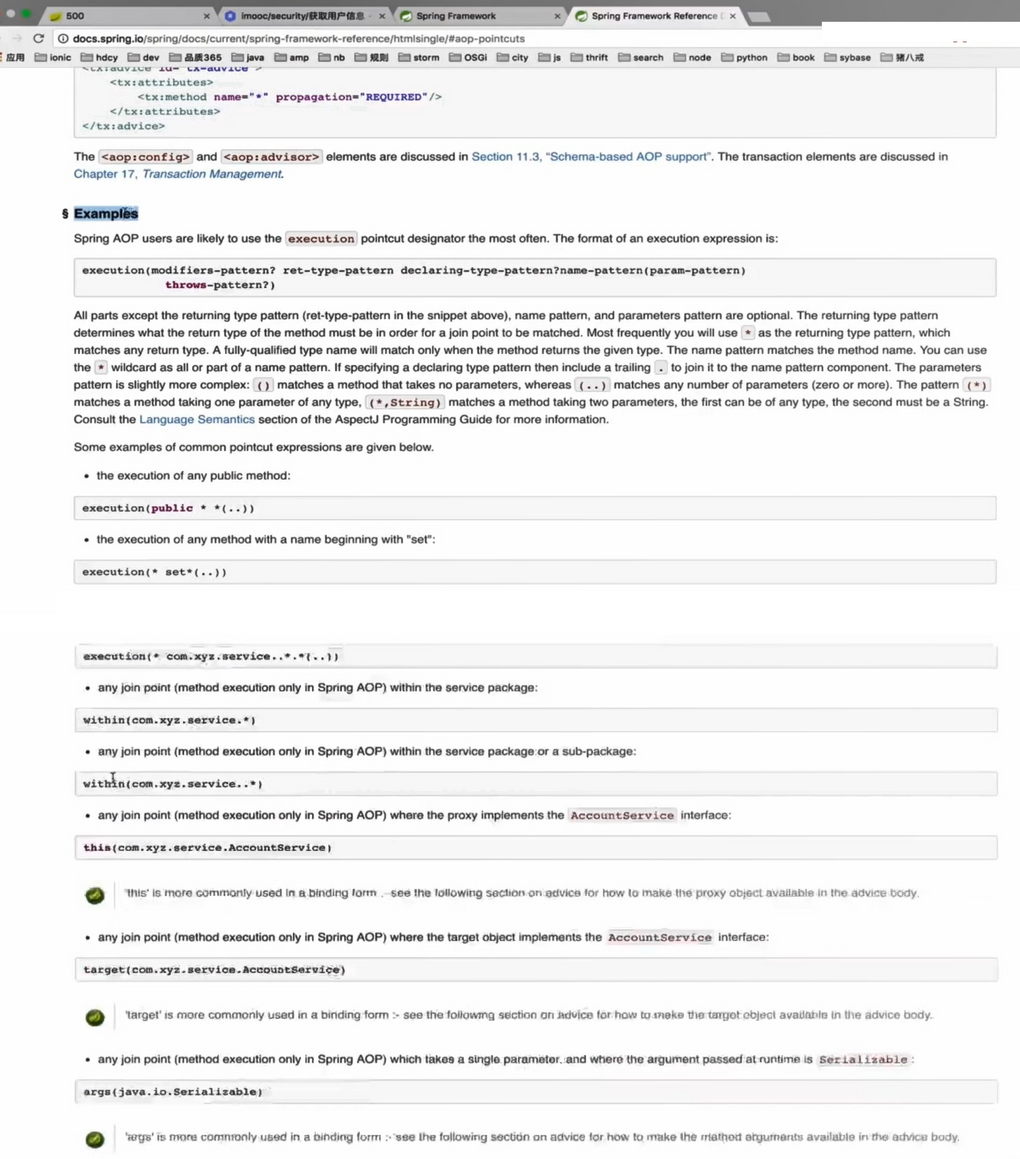 500
imooc/security/获取用户信息
Spring Framework
Spring Framework Reference D
docs.spring.io/spring/docs/current/spring-framework-reference/htmlsingle/#aop-pointcuts
应用 ionic hdcy dev 品质365 java amp nb 规则 storm OSGi city js thrift search node python book sybase 猪八戒
<tx:advice id="tx-advice">
<tx:attributes>
<tx:method name="*" propagation="REQUIRED"/>
</tx:attributes>
</tx:advice>
The <aop:config> and <aop:advisor> elements are discussed in Section 11.3, “Schema-based AOP support”. The transaction elements are discussed in
Chapter 17, Transaction Management.
§ Examples
Spring AOP users are likely to use the execution pointcut designator the most often. The format of an execution expression is:
execution(modifiers-pattern? ret-type-pattern declaring-type-pattern?name-pattern(param-pattern)
throws-pattern?)
All parts except the returning type pattern (ret-type-pattern in the snippet above), name pattern, and parameters pattern are optional. The returning type pattern
determines what the return type of the method must be in order for a join point to be matched. Most frequently you will use * as the returning type pattern, which
matches any return type. A fully-qualified type name will match only when the method returns the given type. The name pattern matches the method name. You can use
the * wildcard as all or part of a name pattern. If specifying a declaring type pattern then include a trailing . to join it to the name pattern component. The parameters
pattern is slightly more complex: () matches a method that takes no parameters, whereas (..) matches any number of parameters (zero or more). The pattern (*)
matches a method taking one parameter of any type, (*,String) matches a method taking two parameters, the first can be of any type, the second must be a String.
Consult the Language Semantics section of the AspectJ Programming Guide for more information.
Some examples of common pointcut expressions are given below.
• the execution of any public method:
execution(public * *(..))
• the execution of any method with a name beginning with "set":
execution(* set*(..))
execution(* com.xyz.service..*.*(..))
• any join point (method execution only in Spring AOP) within the service package:
within(com.xyz.service.*)
• any join point (method execution only in Spring AOP) within the service package or a sub-package:
within(com.xyz.service..*)
• any join point (method execution only in Spring AOP) where the proxy implements the AccountService interface:
this(com.xyz.service.AccountService)
'this' is more commonly used in a binding form :- see the following section on advice for how to make the proxy object available in the advice body.
• any join point (method execution only in Spring AOP) where the target object implements the AccountService interface:
target(com.xyz.service.AccountService)
'target' is more commonly used in a binding form :- see the following section on advice for how to make the target object available in the advice body.
• any join point (method execution only in Spring AOP) which takes a single parameter, and where the argument passed at runtime is Serializable:
args(java.io.Serializable)
'args' is more commonly used in a binding form :- see the following section on advice for how to make the method arguments available in the advice body.